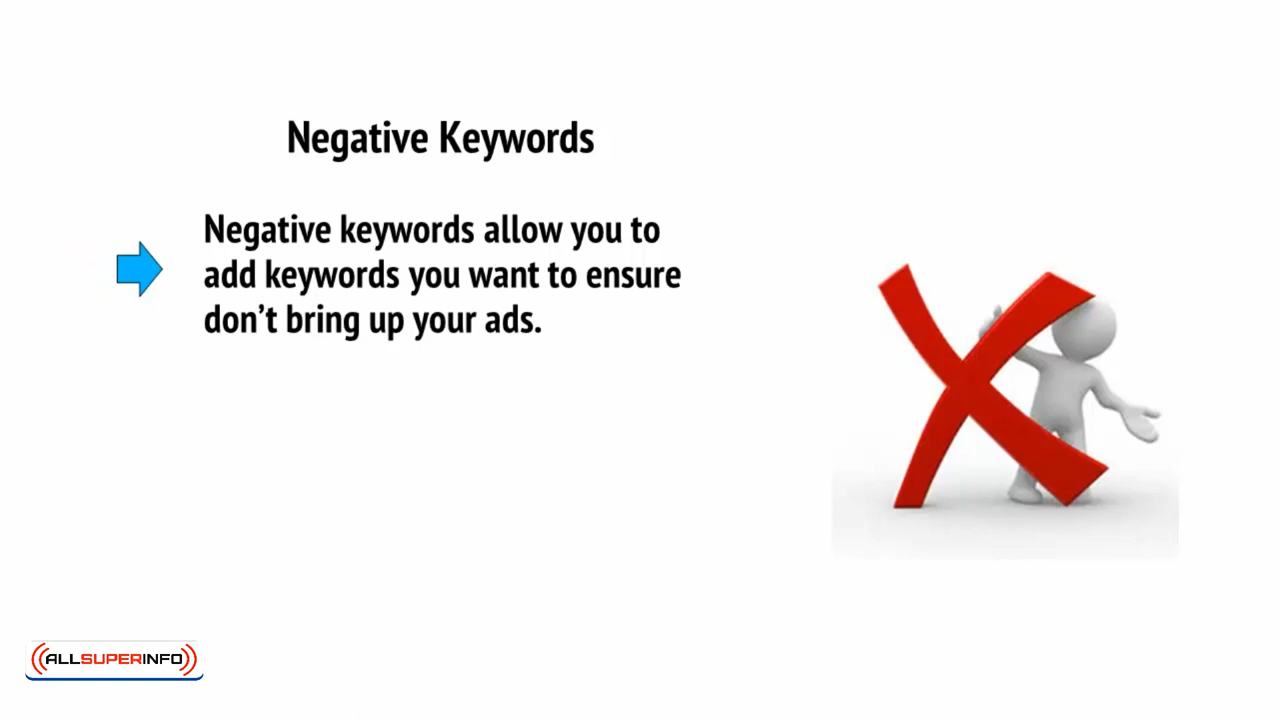 Negative Keywords
Negative keywords allow you to
add keywords you want to ensure
don’t bring up your ads.
ALLSUPERINFO